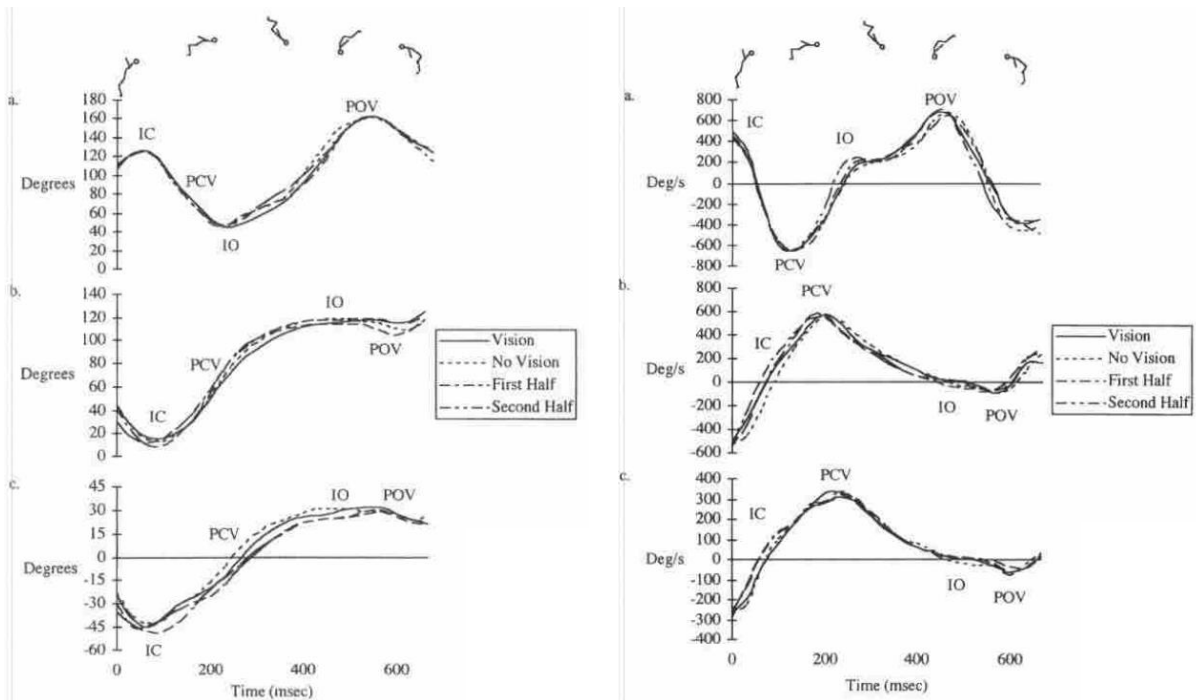 a.
180
160
140
120
100
80
60
40
20
0
Degrees
IC
PCV
IO
POV
b.
140
120
100
80
60
40
20
0
Degrees
IC
PCV
IO
POV
Vision
No Vision
First Half
Second Half
c.
45
30
15
0
-15
-30
-45
-60
Degrees
IC
PCV
IO
POV
0
200
400
600
Time (msec)
a.
800
600
400
200
0
-200
-400
-600
-800
Deg/s
IC
PCV
IO
POV
b.
800
600
400
200
0
-200
-400
-600
Deg/s
IC
PCV
IO
POV
Vision
No Vision
First Half
Second Half
c.
400
300
200
100
0
-100
-200
-300
-400
Deg/s
IC
PCV
IO
POV
0
200
400
600
Time (msec)